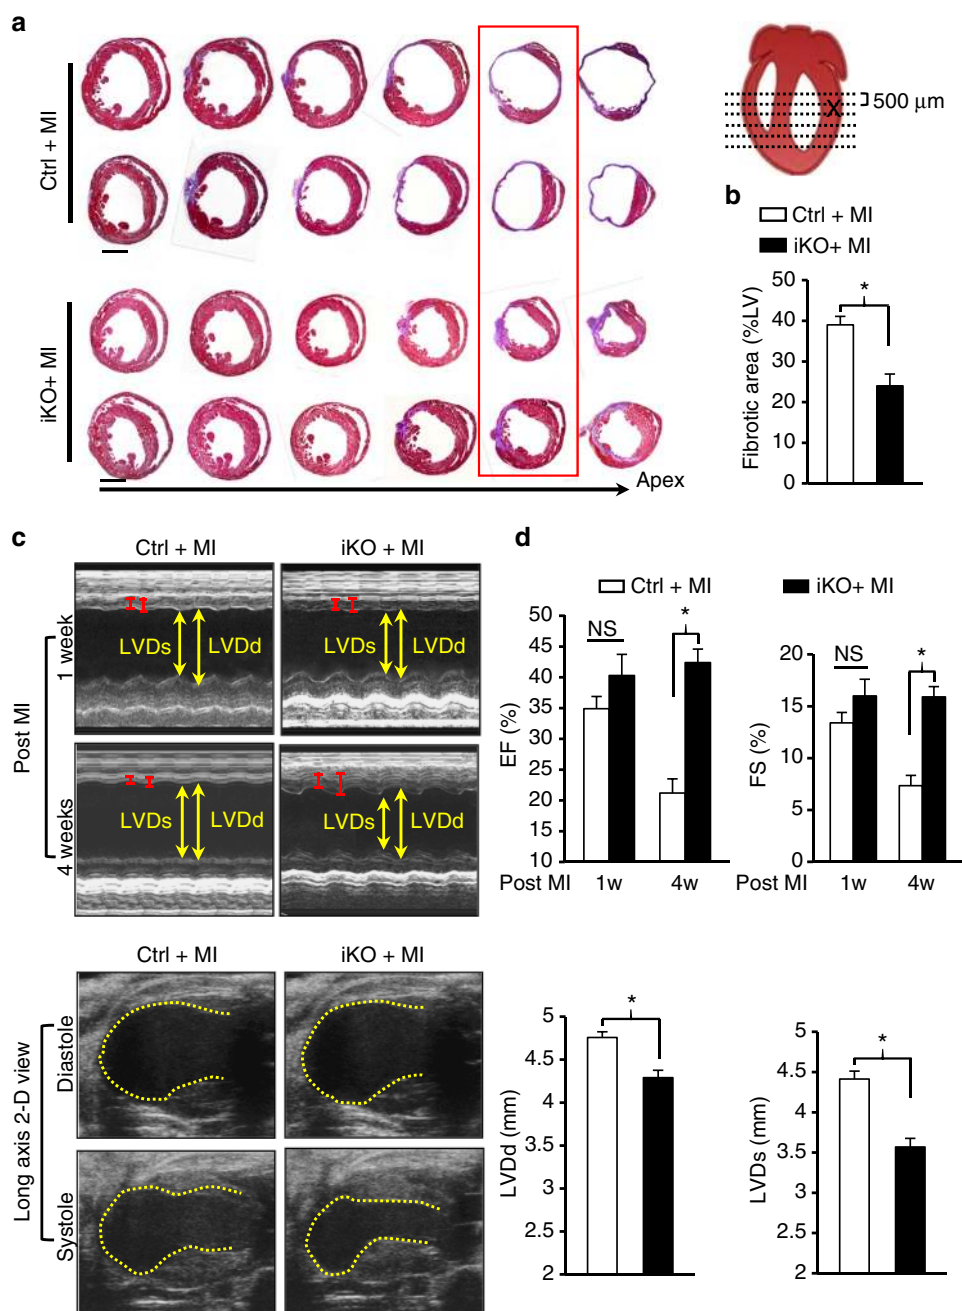 a
Ctrl + MI
iKO+ MI
Apex
500 μm
b
Ctrl + MI
iKO+ MI
Fibrotic area (%LV)
50
40
30
20
10
0
*
c
Ctrl + MI
iKO + MI
Post MI
1 week
4 weeks
LVDs
LVDd
LVDs
LVDd
LVDs
LVDd
LVDs
LVDd
Ctrl + MI
iKO + MI
Long axis 2-D view
Diastole
Systole
d
Ctrl + MI
iKO+ MI
EF (%)
50
45
40
35
30
25
20
15
10
NS
*
Post MI
1w
4w
FS (%)
20
15
10
5
0
NS
*
Post MI
1w
4w
LVDd (mm)
5
4.5
4
3.5
3
2.5
2
*
LVDs (mm)
5
4.5
4
3.5
3
2.5
2
*